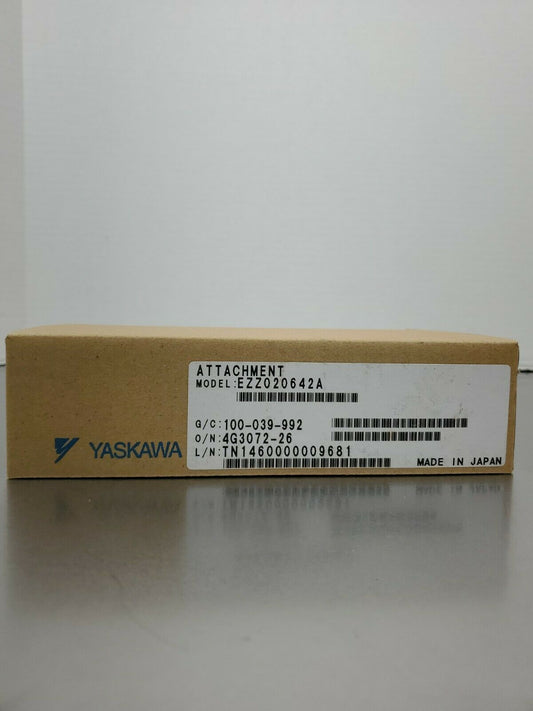 ATTACHMENT
MODEL:EZZ020642A
G/C:100-039-992
O/N:4G3072-26
L/N:TN1460000009681
MADE IN JAPAN
YASKAWA